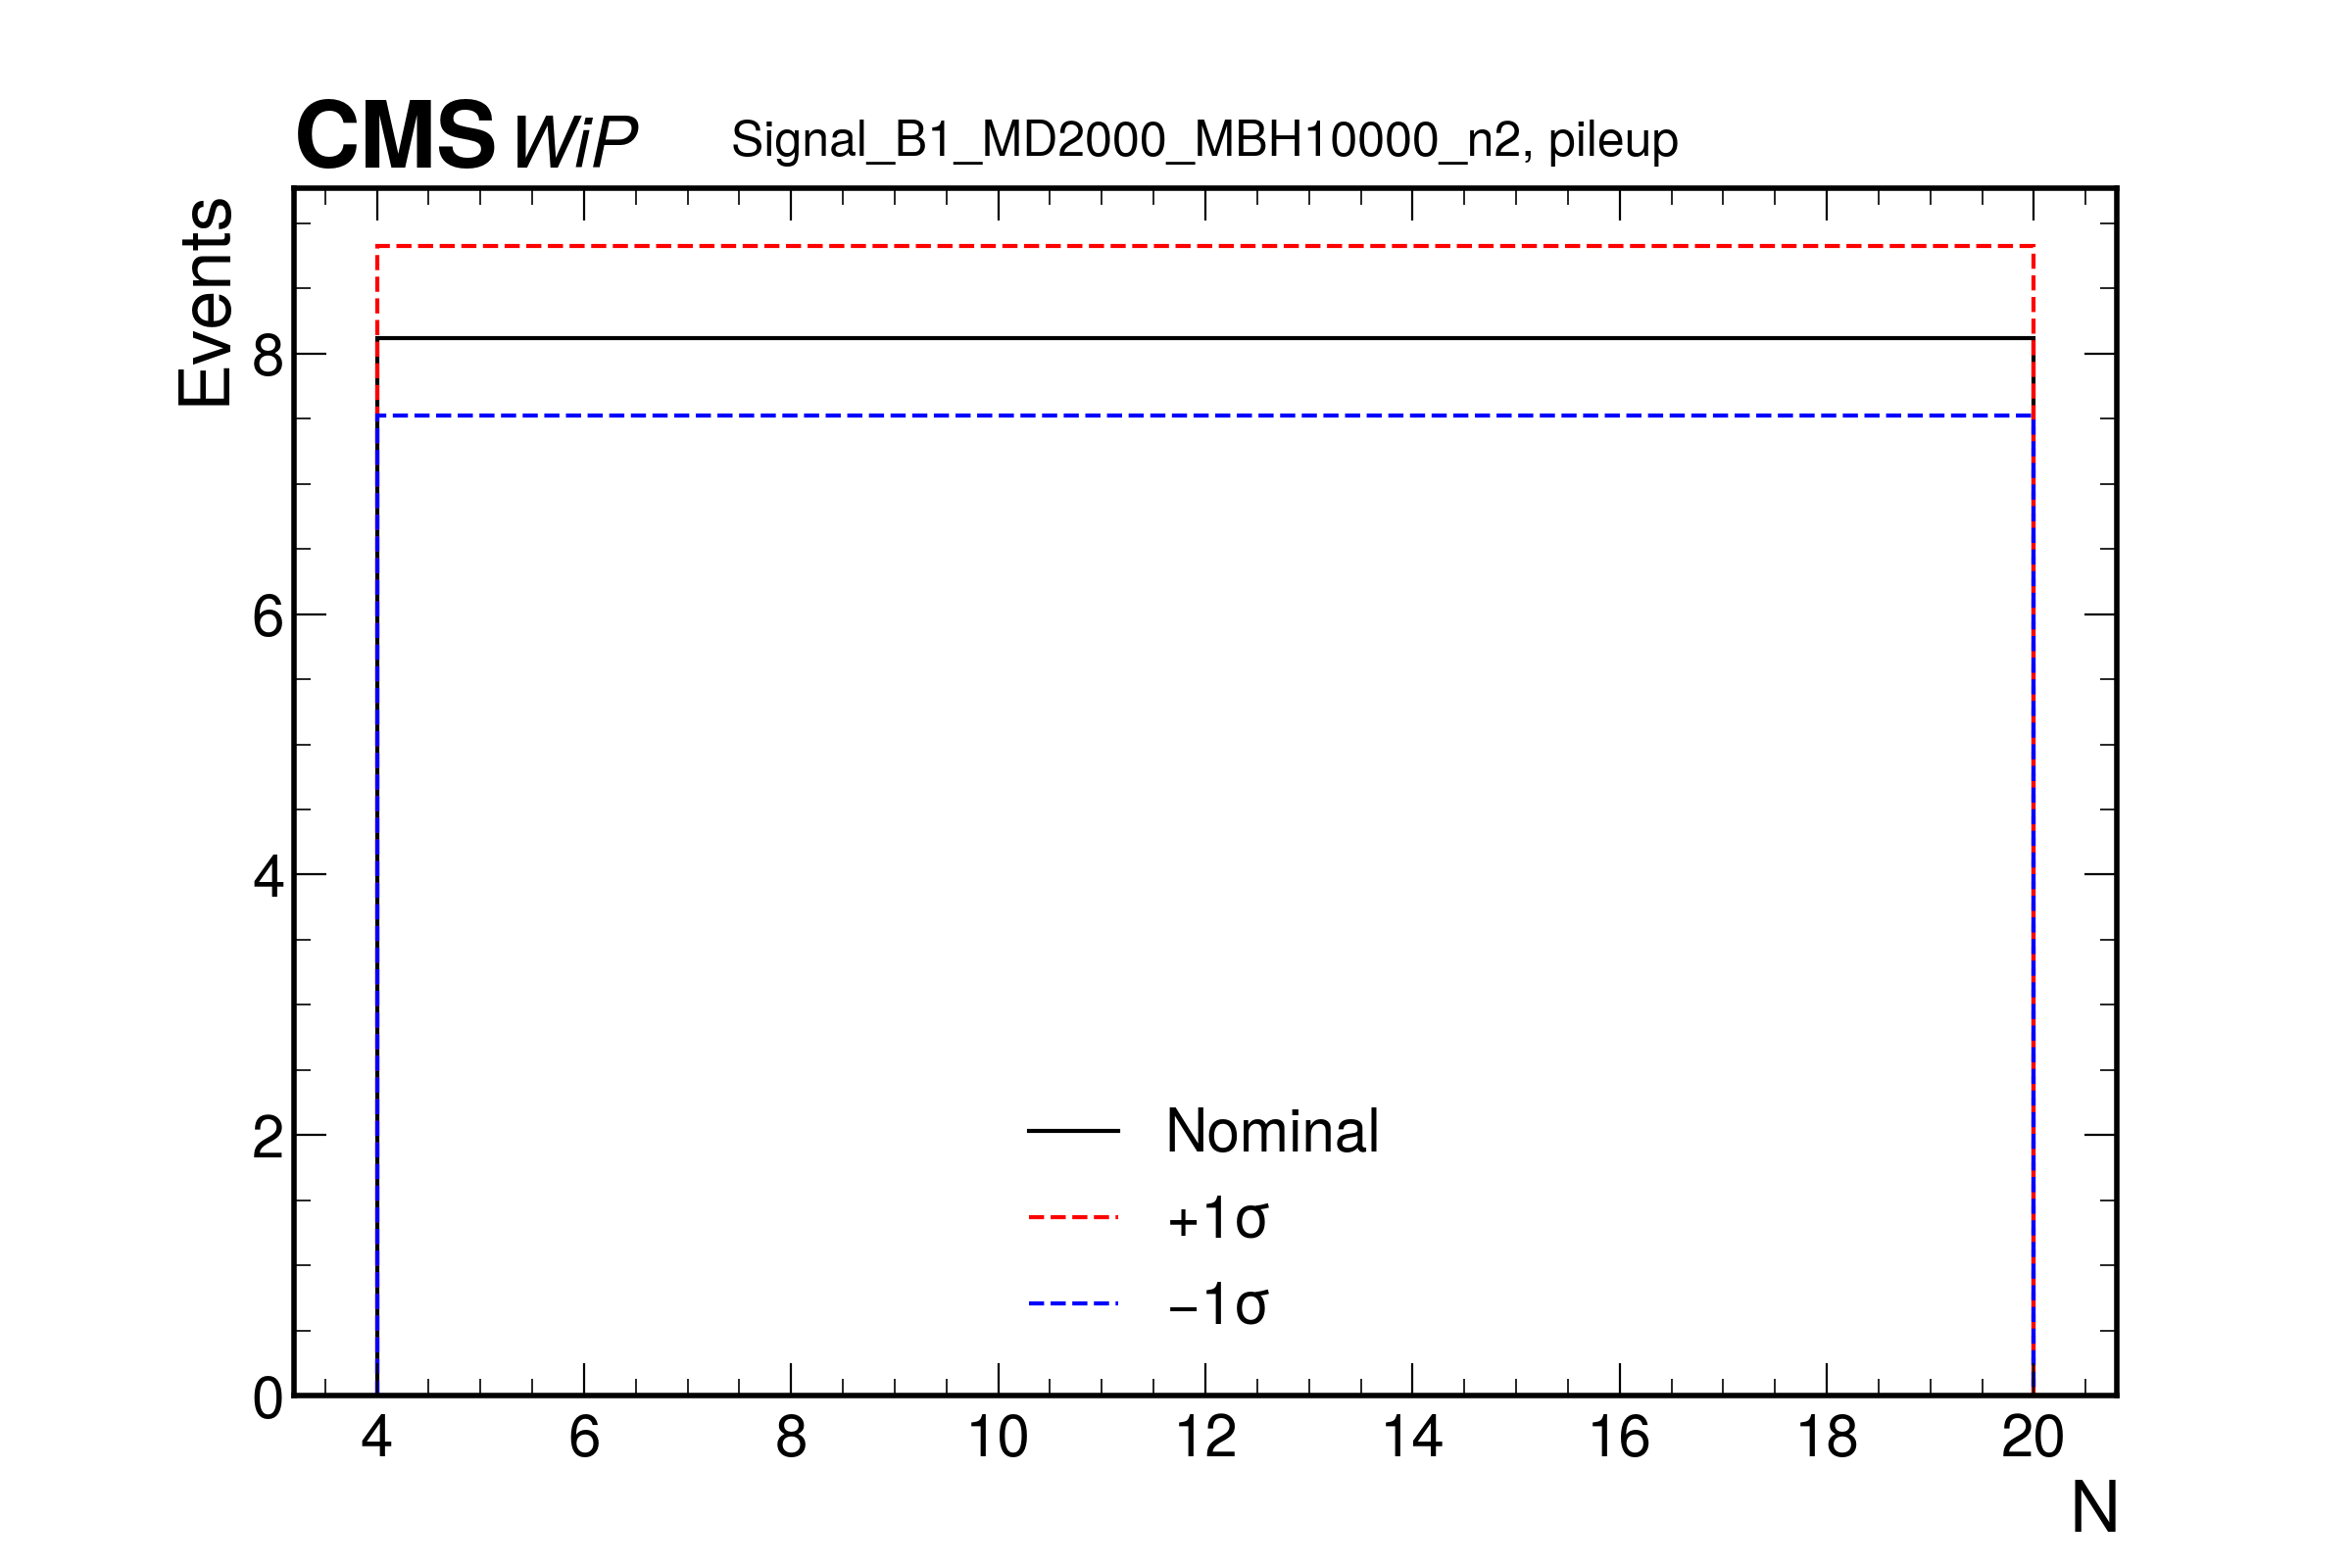 CMS WiP Signal_B1_MD2000_MBH10000_n2, pileup
Events
8
6
4
2
0
Nominal
+1σ
−1σ
4 6 8 10 12 14 16 18 20
N